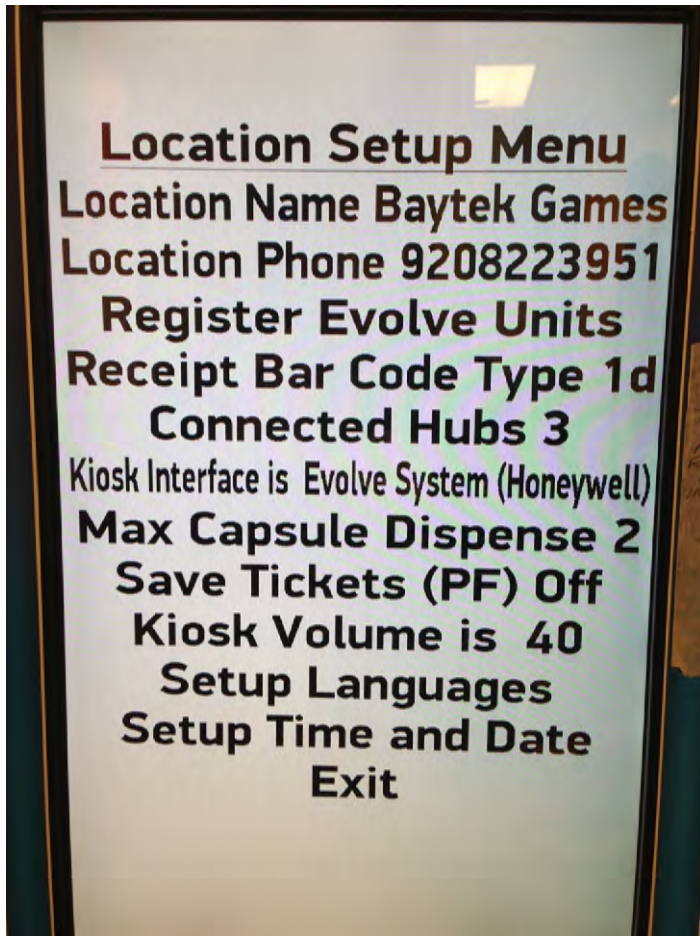 Location Setup Menu
Location Name Baytek Games
Location Phone 9208223951
Register Evolve Units
Receipt Bar Code Type 1d
Connected Hubs 3
Kiosk Interface is Evolve System (Honeywell)
Max Capsule Dispense 2
Save Tickets (PF) Off
Kiosk Volume is 40
Setup Languages
Setup Time and Date
Exit